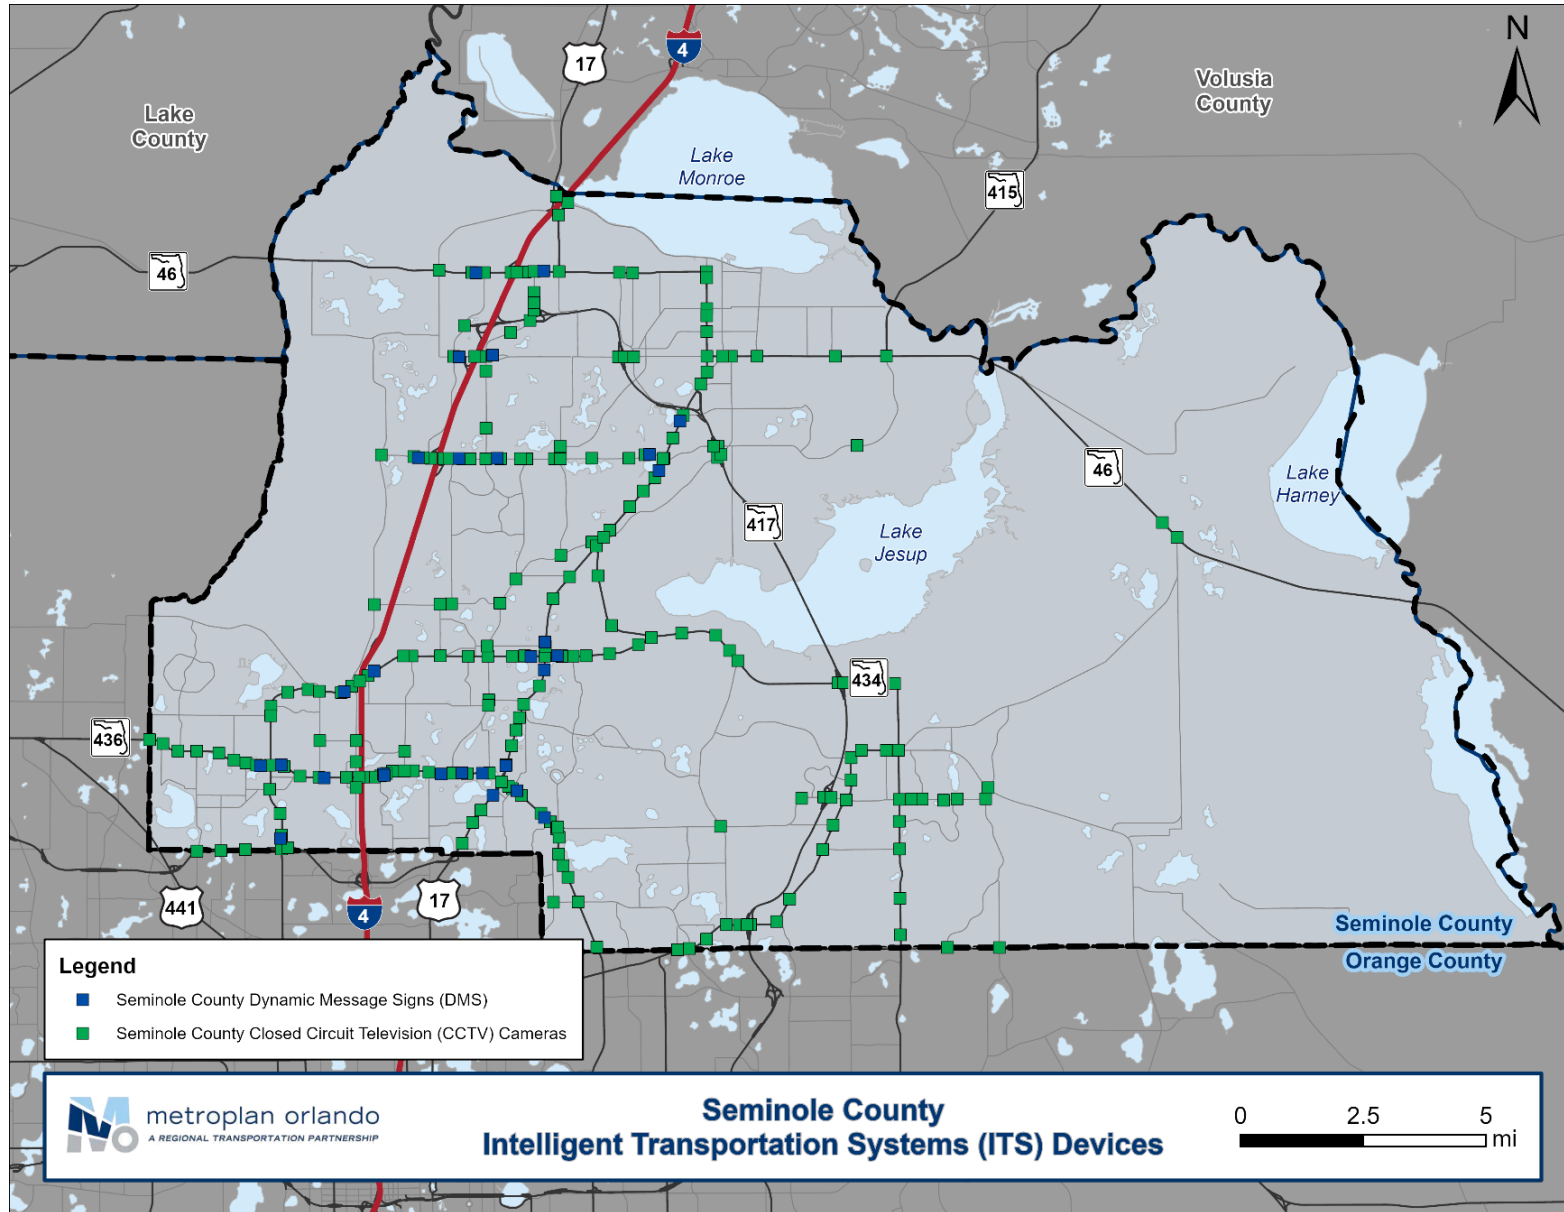 N
4
17
Volusia
County
Lake
County
Lake
Monroe
415
46
46
Lake
Harney
417
Lake
Jesup
434
436
441
17
4
Seminole County
Orange County
Legend
Seminole County Dynamic Message Signs (DMS)
Seminole County Closed Circuit Television (CCTV) Cameras
metroplan orlando
A REGIONAL TRANSPORTATION PARTNERSHIP
Seminole County
Intelligent Transportation Systems (ITS) Devices
0 2.5 5
mi